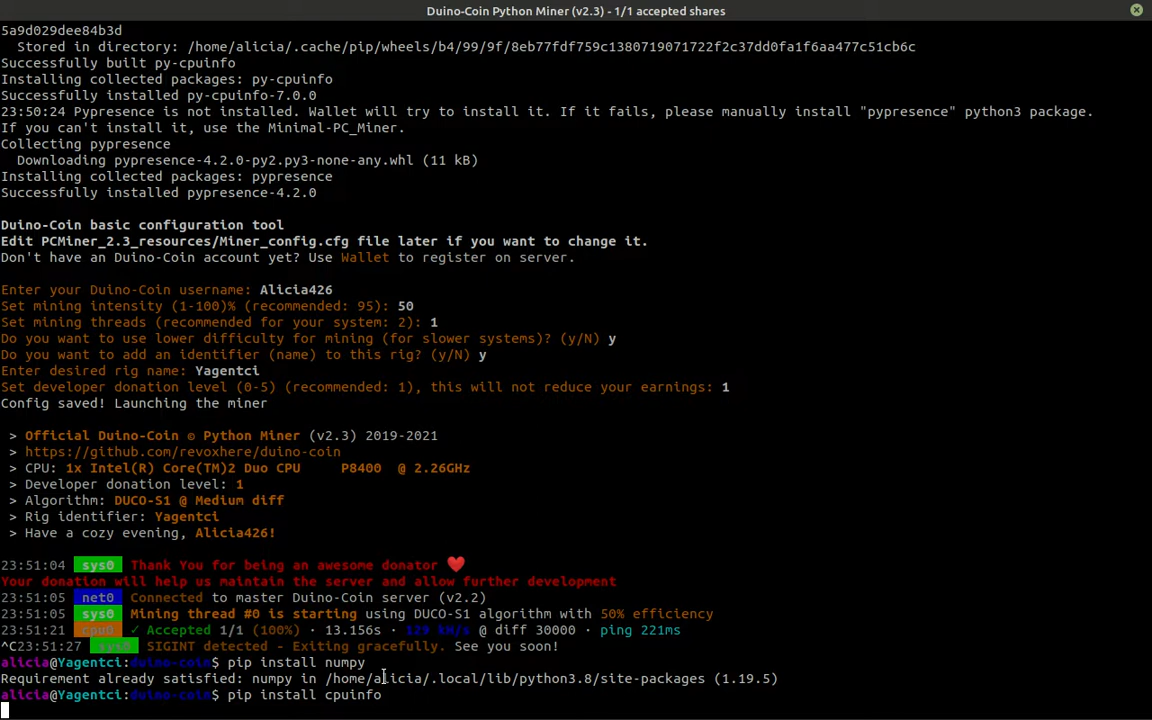 Duino-Coin Python Miner (v2.3) - 1/1 accepted shares
5a9d029dee84b3d
Stored in directory: /home/alicia/.cache/pip/wheels/b4/99/9f/8eb77fdf759c1380719071722f2c37dd0fa1f6aa477c51cb6c
Successfully built py-cpuinfo
Installing collected packages: py-cpuinfo
Successfully installed py-cpuinfo-7.0.0
23:50:24 Pypresence is not installed. Wallet will try to install it. If it fails, please manually install "pypresence" python3 package.
If you can't install it, use the Minimal-PC_Miner.
Collecting pypresence
Downloading pypresence-4.2.0-py2.py3-none-any.whl (11 kB)
Installing collected packages: pypresence
Successfully installed pypresence-4.2.0
Duino-Coin basic configuration tool
Edit PCMiner_2.3_resources/Miner_config.cfg file later if you want to change it.
Don't have an Duino-Coin account yet? Use Wallet to register on server.
Enter your Duino-Coin username: Alicia426
Set mining intensity (1-100)% (recommended: 95): 50
Set mining threads (recommended for your system: 2): 1
Do you want to use lower difficulty for mining (for slower systems)? (y/N) y
Do you want to add an identifier (name) to this rig? (y/N) y
Enter desired rig name: Yagentci
Set developer donation level (0-5) (recommended: 1), this will not reduce your earnings: 1
Config saved! Launching the miner
> Official Duino-Coin © Python Miner (v2.3) 2019-2021
> https://github.com/revoxhere/duino-coin
> CPU: 1x Intel(R) Core(TM)2 Duo CPU     P8400  @ 2.26GHz
> Developer donation level: 1
> Algorithm: DUCO-S1 @ Medium diff
> Rig identifier: Yagentci
> Have a cozy evening, Alicia426!
23:51:04 sys0 Thank You for being an awesome donator ❤
Your donation will help us maintain the server and allow further development
23:51:05 net0 Connected to master Duino-Coin server (v2.2)
23:51:05 sys0 Mining thread #0 is starting using DUCO-S1 algorithm with 50% efficiency
23:51:21 cpu0 ✓ Accepted 1/1 (100%) · 13.156s · 129 kH/s @ diff 30000 · ping 221ms
^C23:51:27 sys0 SIGINT detected - Exiting gracefully. See you soon!
alicia@Yagentci:duino-coin$ pip install numpy
Requirement already satisfied: numpy in /home/alicia/.local/lib/python3.8/site-packages (1.19.5)
alicia@Yagentci:duino-coin$ pip install cpuinfo